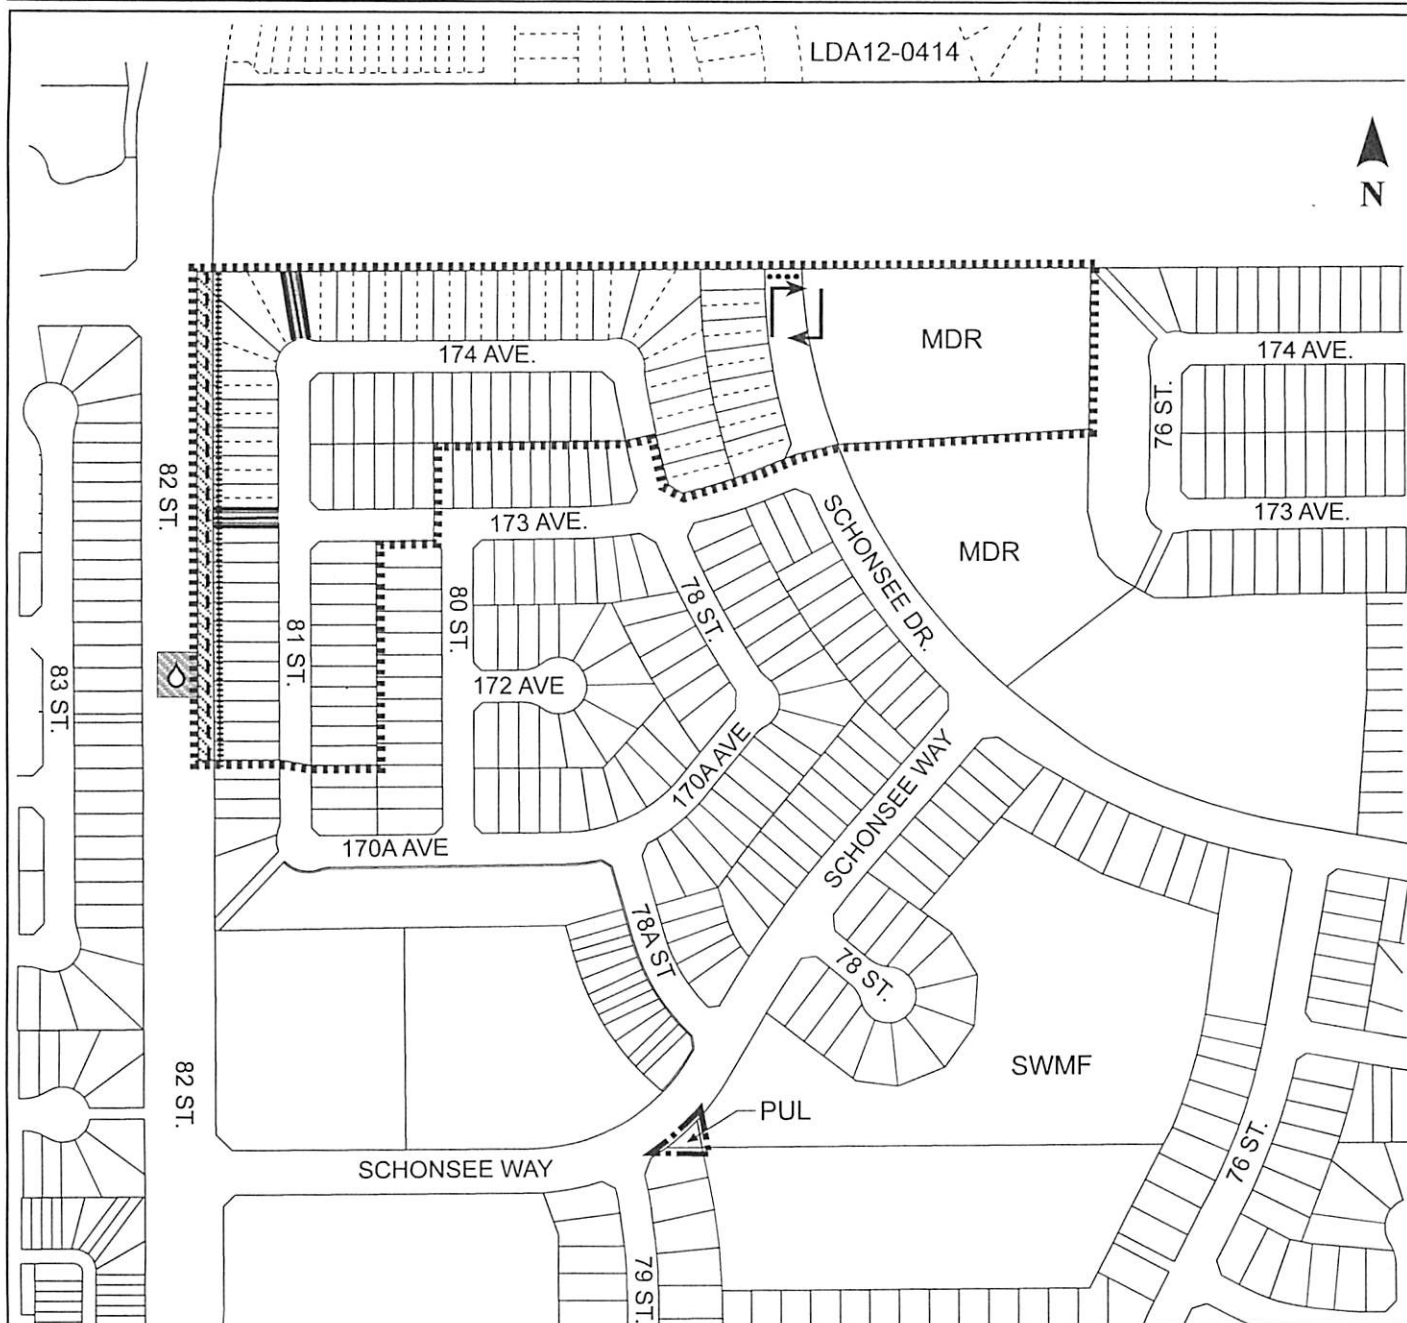 LDA12-0414
N
MDR
174 AVE.
174 AVE.
76 ST.
82 ST.
173 AVE.
SCHONSEE DR.
173 AVE.
MDR
80 ST.
78 ST.
81 ST.
83 ST.
172 AVE
170A AVE
SCHONSEE WAY
170A AVE
78A ST
78 ST.
SWMF
82 ST.
PUL
SCHONSEE WAY
76 ST.
79 ST.